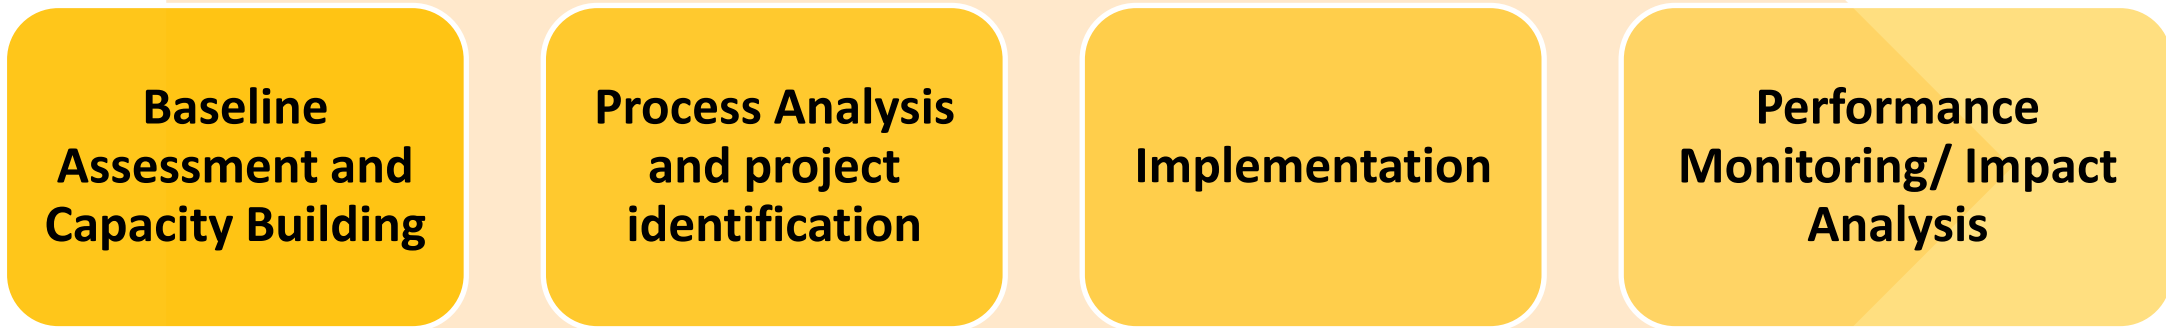 Baseline
Assessment and
Capacity Building
Process Analysis
and project
identification
Implementation
Performance
Monitoring/ Impact
Analysis